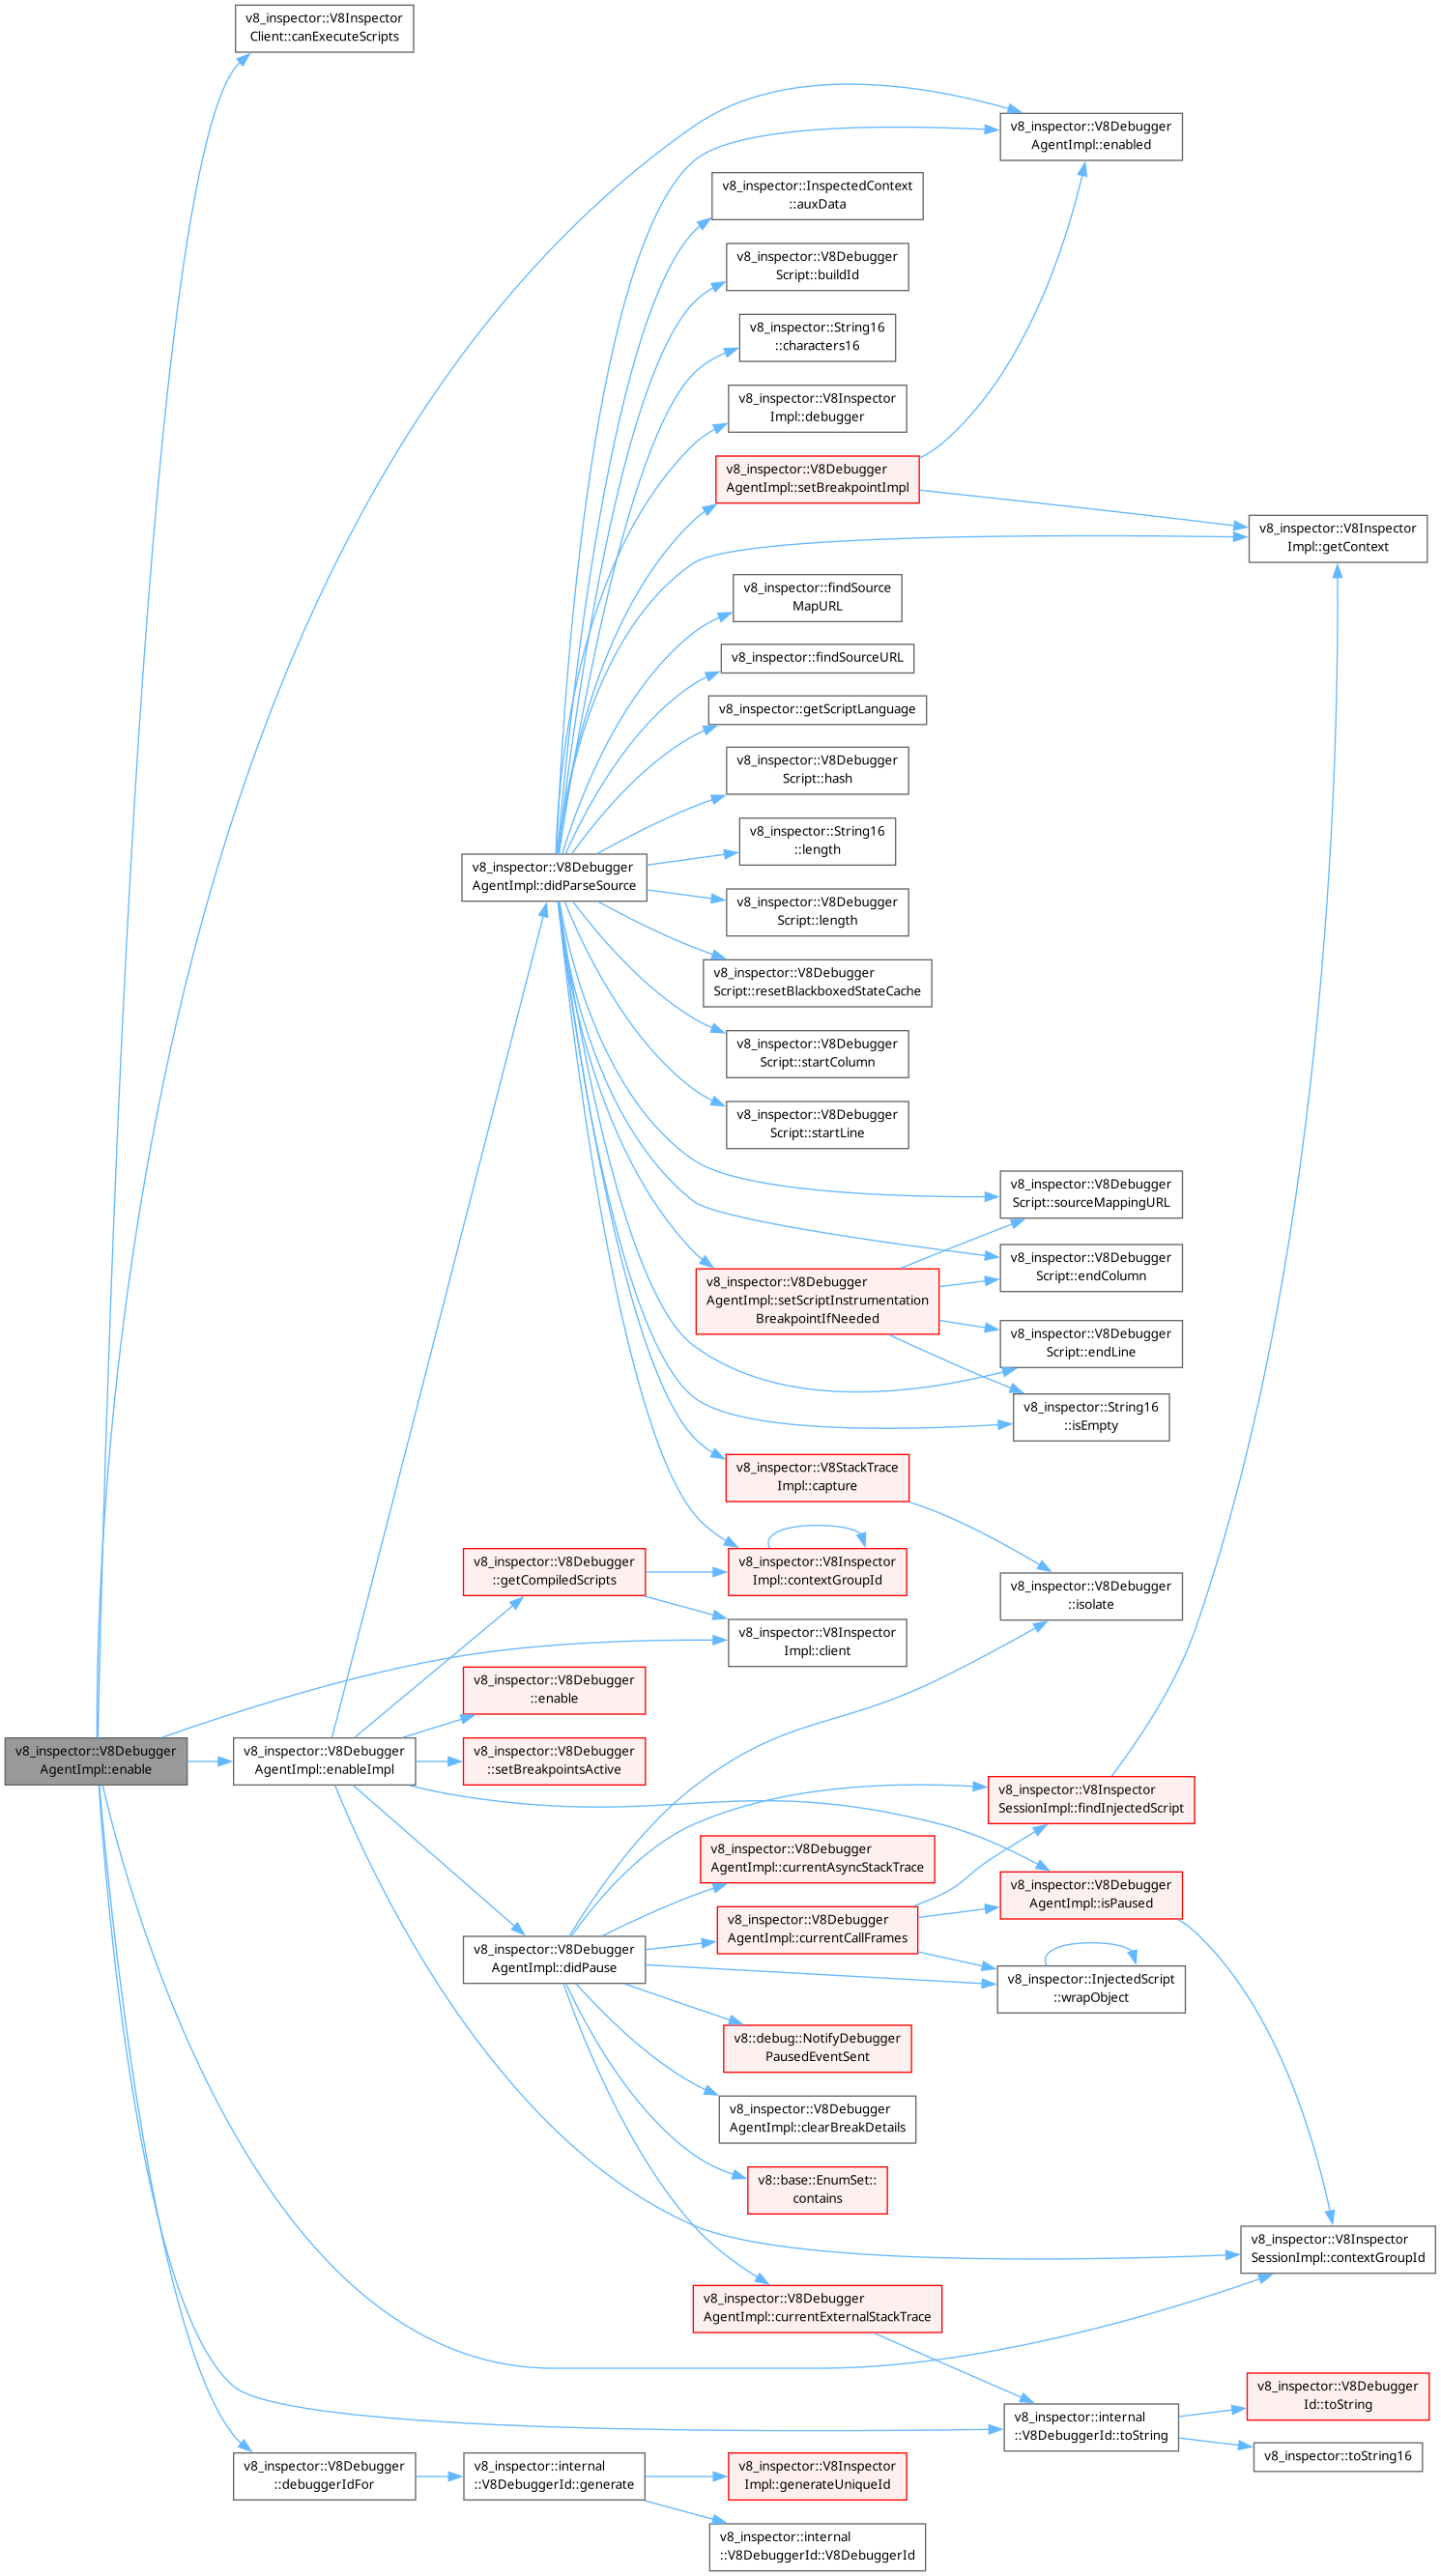 v8_inspector::V8Inspector
Client::canExecuteScripts
v8_inspector::V8Debugger
AgentImpl::enabled
v8_inspector::InspectedContext
::auxData
v8_inspector::V8Debugger
Script::buildId
v8_inspector::String16
::characters16
v8_inspector::V8Inspector
Impl::debugger
v8_inspector::V8Debugger
AgentImpl::setBreakpointImpl
v8_inspector::V8Inspector
Impl::getContext
v8_inspector::findSource
MapURL
v8_inspector::findSourceURL
v8_inspector::getScriptLanguage
v8_inspector::V8Debugger
Script::hash
v8_inspector::String16
::length
v8_inspector::V8Debugger
AgentImpl::didParseSource
v8_inspector::V8Debugger
Script::length
v8_inspector::V8Debugger
Script::resetBlackboxedStateCache
v8_inspector::V8Debugger
Script::startColumn
v8_inspector::V8Debugger
Script::startLine
v8_inspector::V8Debugger
Script::sourceMappingURL
v8_inspector::V8Debugger
Script::endColumn
v8_inspector::V8Debugger
AgentImpl::setScriptInstrumentation
BreakpointIfNeeded
v8_inspector::V8Debugger
Script::endLine
v8_inspector::String16
::isEmpty
v8_inspector::V8StackTrace
Impl::capture
v8_inspector::V8Debugger
::getCompiledScripts
v8_inspector::V8Inspector
Impl::contextGroupId
v8_inspector::V8Debugger
::isolate
v8_inspector::V8Inspector
Impl::client
v8_inspector::V8Debugger
::enable
v8_inspector::V8Debugger
AgentImpl::enable
v8_inspector::V8Debugger
AgentImpl::enableImpl
v8_inspector::V8Debugger
::setBreakpointsActive
v8_inspector::V8Inspector
SessionImpl::findInjectedScript
v8_inspector::V8Debugger
AgentImpl::currentAsyncStackTrace
v8_inspector::V8Debugger
AgentImpl::isPaused
v8_inspector::V8Debugger
AgentImpl::currentCallFrames
v8_inspector::V8Debugger
AgentImpl::didPause
v8_inspector::InjectedScript
::wrapObject
v8::debug::NotifyDebugger
PausedEventSent
v8_inspector::V8Debugger
AgentImpl::clearBreakDetails
v8::base::EnumSet::
contains
v8_inspector::V8Inspector
SessionImpl::contextGroupId
v8_inspector::V8Debugger
AgentImpl::currentExternalStackTrace
v8_inspector::V8Debugger
Id::toString
v8_inspector::internal
::V8DebuggerId::toString
v8_inspector::toString16
v8_inspector::V8Debugger
::debuggerIdFor
v8_inspector::internal
::V8DebuggerId::generate
v8_inspector::V8Inspector
Impl::generateUniqueId
v8_inspector::internal
::V8DebuggerId::V8DebuggerId